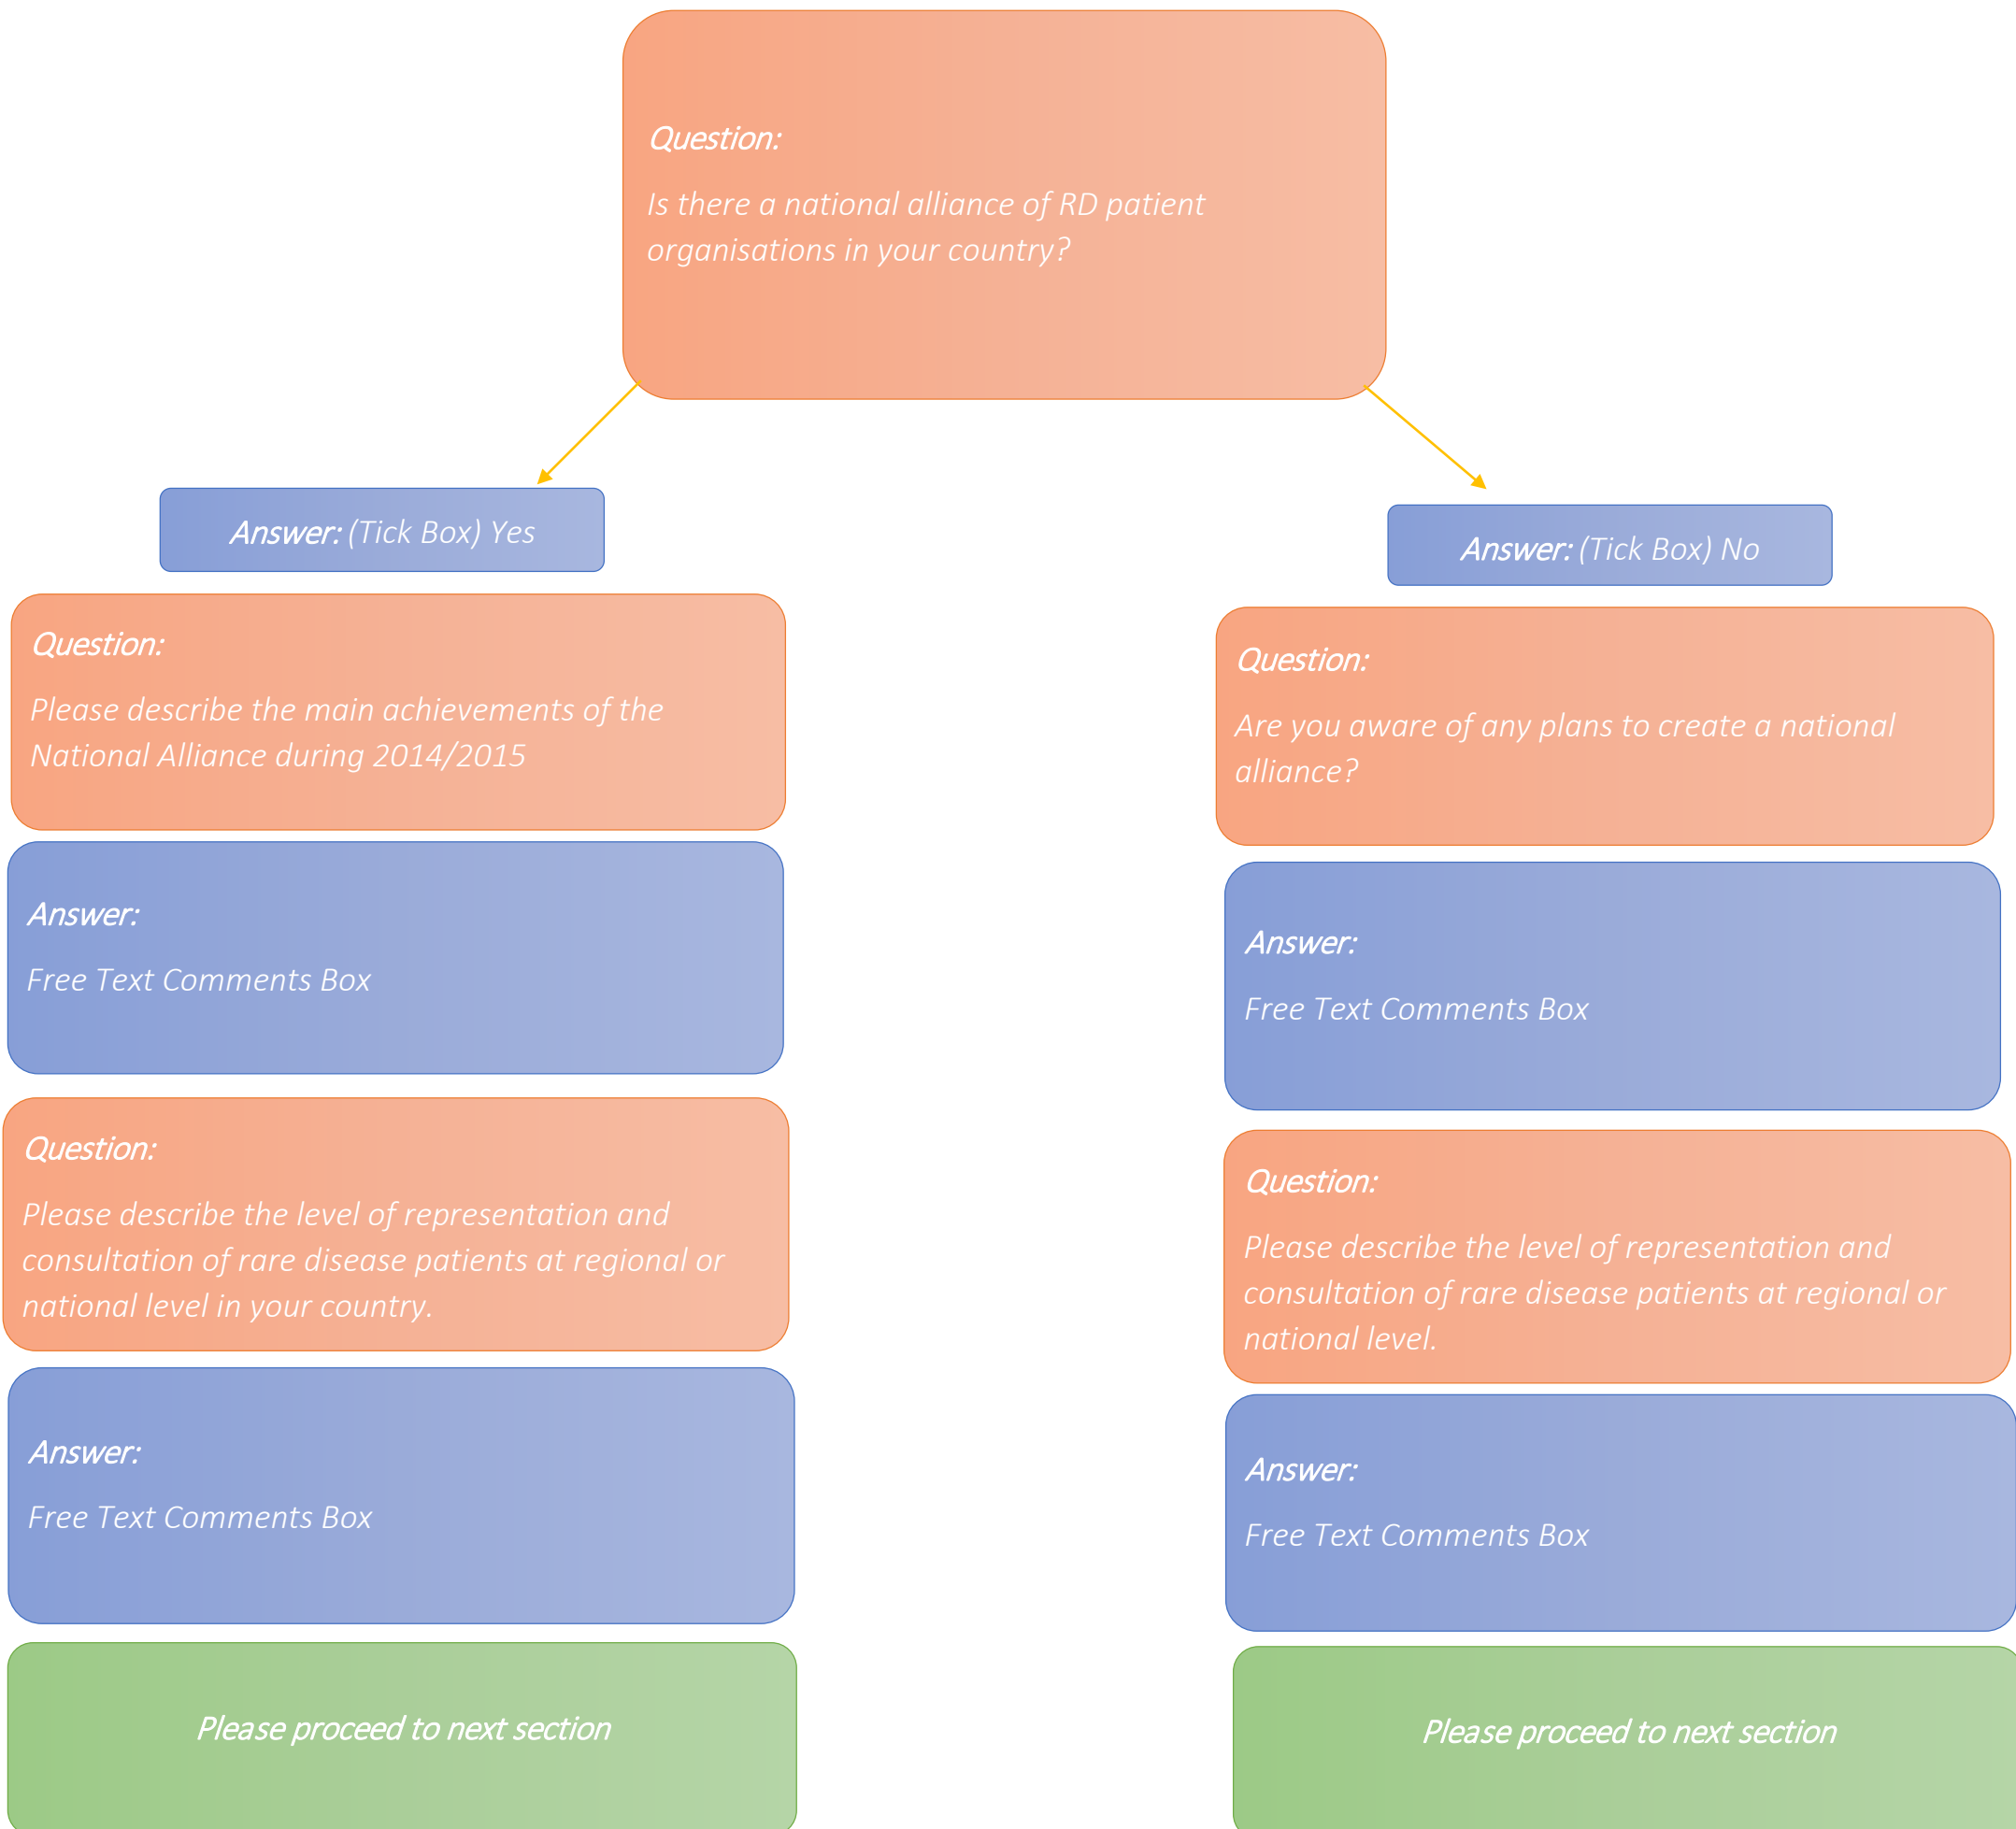 Question:
Is there a national alliance of RD patient
organisations in your country?
Answer: (Tick Box) Yes
Question:
Please describe the main achievements of the
National Alliance during 2014/2015
Answer:
Free Text Comments Box
Question:
Please describe the level of representation and
consultation of rare disease patients at regional or
national level in your country.
Answer:
Free Text Comments Box
Please proceed to next section
Answer: (Tick Box) No
Question:
Are you aware of any plans to create a national
alliance?
Answer:
Free Text Comments Box
Question:
Please describe the level of representation and
consultation of rare disease patients at regional or
national level.
Answer:
Free Text Comments Box
Please proceed to next section